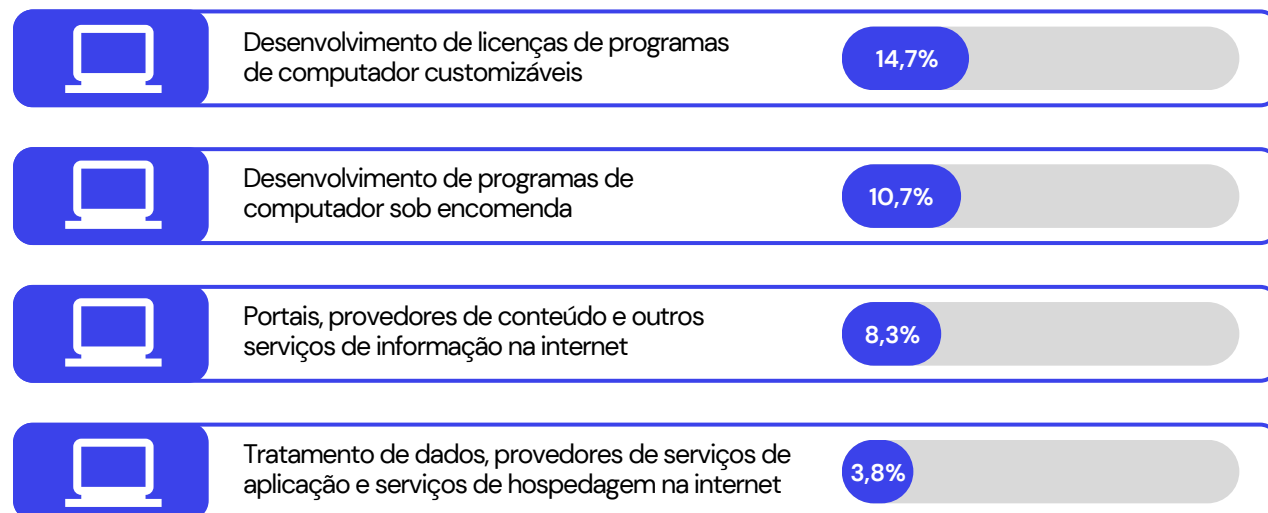 Desenvolvimento de licenças de programas
de computador customizáveis
14,7%
Desenvolvimento de programas de
computador sob encomenda
10,7%
Portais, provedores de conteúdo e outros
serviços de informação na internet
8,3%
Tratamento de dados, provedores de serviços de
aplicação e serviços de hospedagem na internet
3,8%